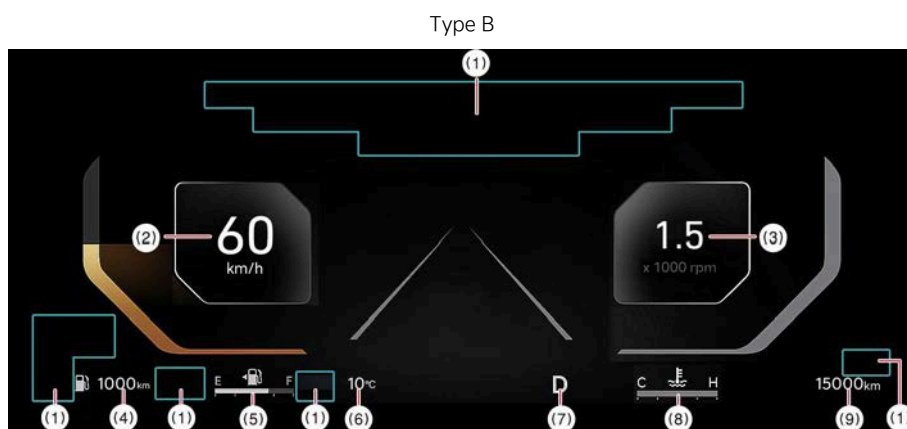 Type B
(1)
(2)
60
km/h
1.5
x 1000 rpm
(3)
1000km
E F
10°C
D
C H
15000km
(1) (4) (1) (5) (1) (6) (7) (8) (9) (1)